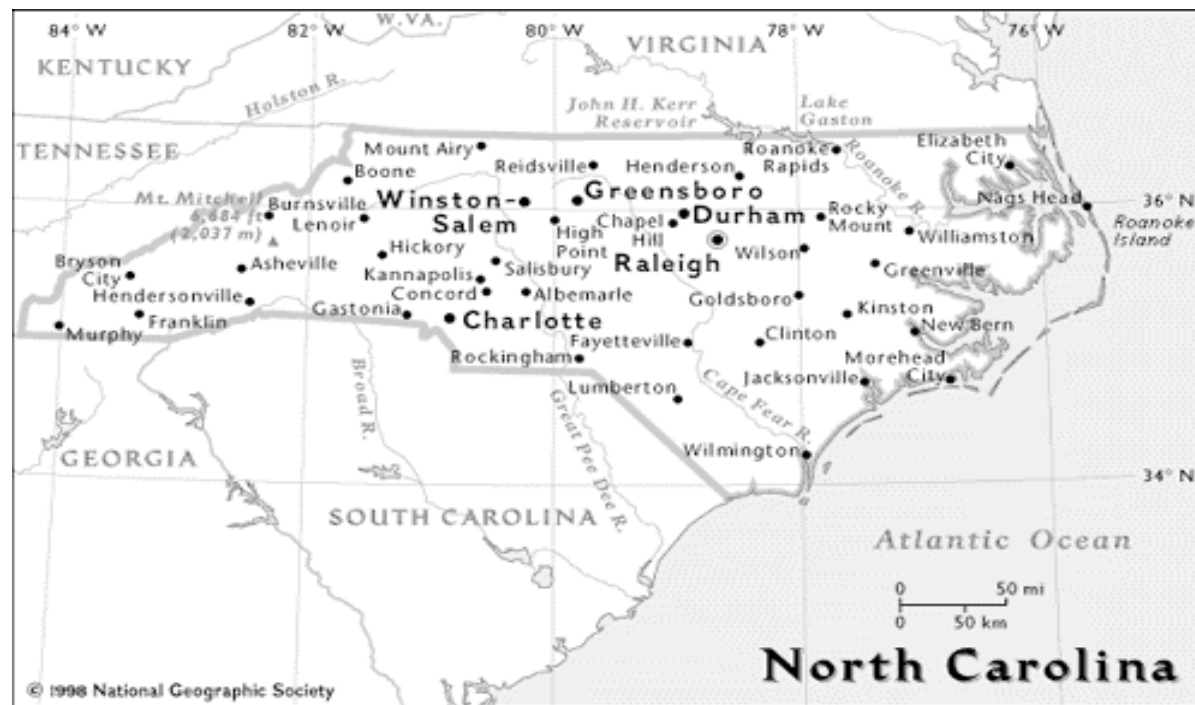 84° W
82° W
W.VA.
80° W
78° W
76° W
KENTUCKY
VIRGINIA
Holston R.
John H. Kerr
Reservoir
Lake
Gaston
TENNESSEE
Mount Airy
Reidsville
Henderson
Roanoke
Rapids
Roanoke R.
Elizabeth
City
Boone
Mt. Mitchell
6,684 ft
(2,037 m)
Burnsville
Lenoir
Winston-
Salem
Greensboro
High
Point
Chapel
Hill
Durham
Rocky
Mount
Williamston
Nags Head
36° N
Roanoke
Island
Bryson
City
Asheville
Hickory
Kannapolis
Salisbury
Raleigh
Wilson
Greenville
Hendersonville
Concord
Albemarle
Goldsboro
Kinston
Murphy
Franklin
Gastonia
Charlotte
Fayetteville
Clinton
New Bern
Rockingham
Morehead
City
Lumberton
Jacksonville
Broad R.
Great Pee Dee R.
Cape Fear R.
Wilmington
GEORGIA
34° N
SOUTH CAROLINA
Atlantic Ocean
0 50 mi
0 50 km
North Carolina
© 1998 National Geographic Society